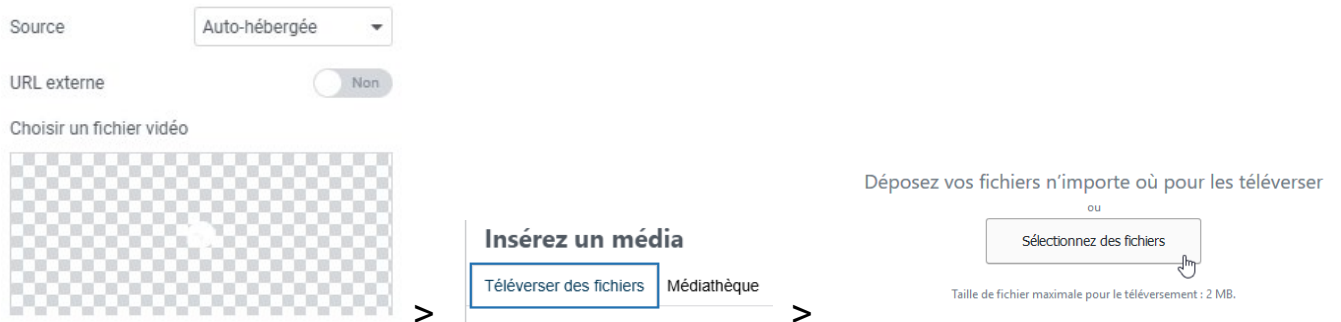 Source
Auto-hébergée
URL externe
Non
Choisir un fichier vidéo
>
Insérez un média
Téléverser des fichiers
Médiathèque
>
Déposez vos fichiers n’importe où pour les téléverser
ou
Sélectionnez des fichiers
Taille de fichier maximale pour le téléversement : 2 MB.